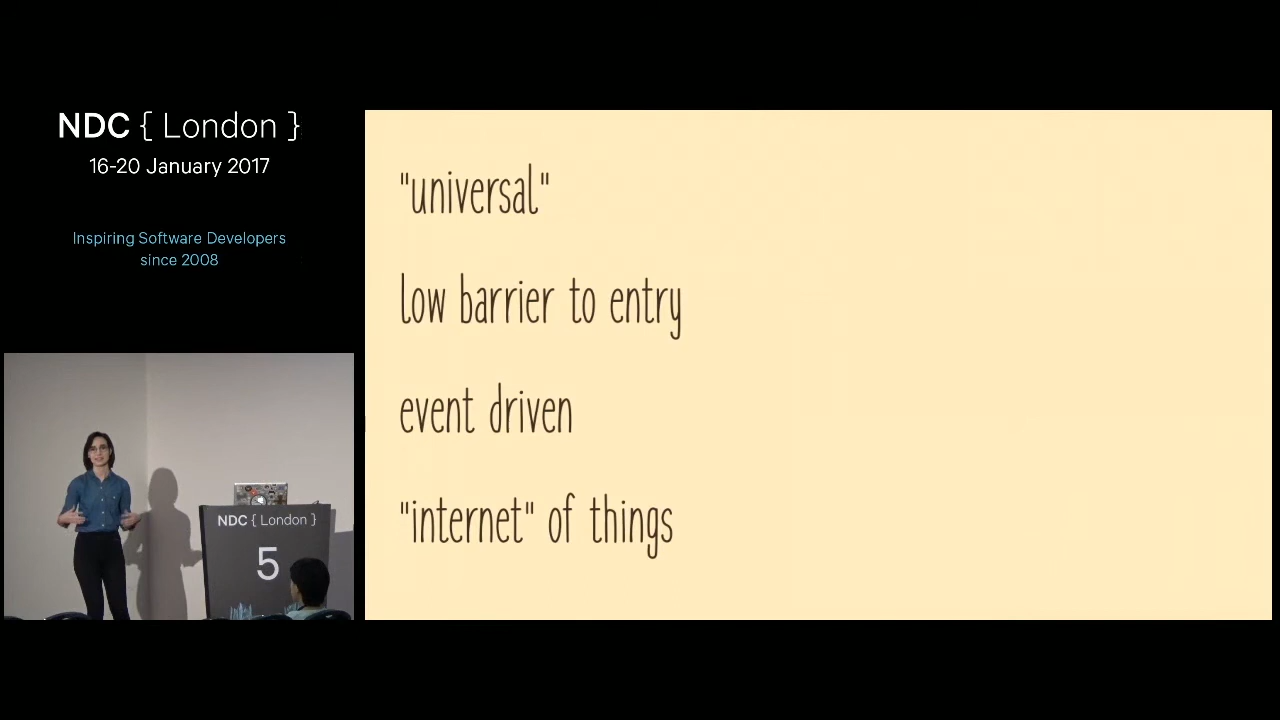 NDC { London }
16-20 January 2017
Inspiring Software Developers
since 2008
"universal"
low barrier to entry
event driven
"internet" of things
NDC { London }
5